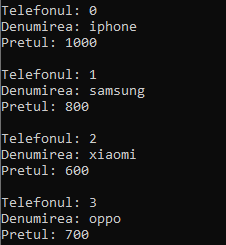 Telefonul: 0
Denumirea: iphone
Pretul: 1000
Telefonul: 1
Denumirea: samsung
Pretul: 800
Telefonul: 2
Denumirea: xiaomi
Pretul: 600
Telefonul: 3
Denumirea: oppo
Pretul: 700